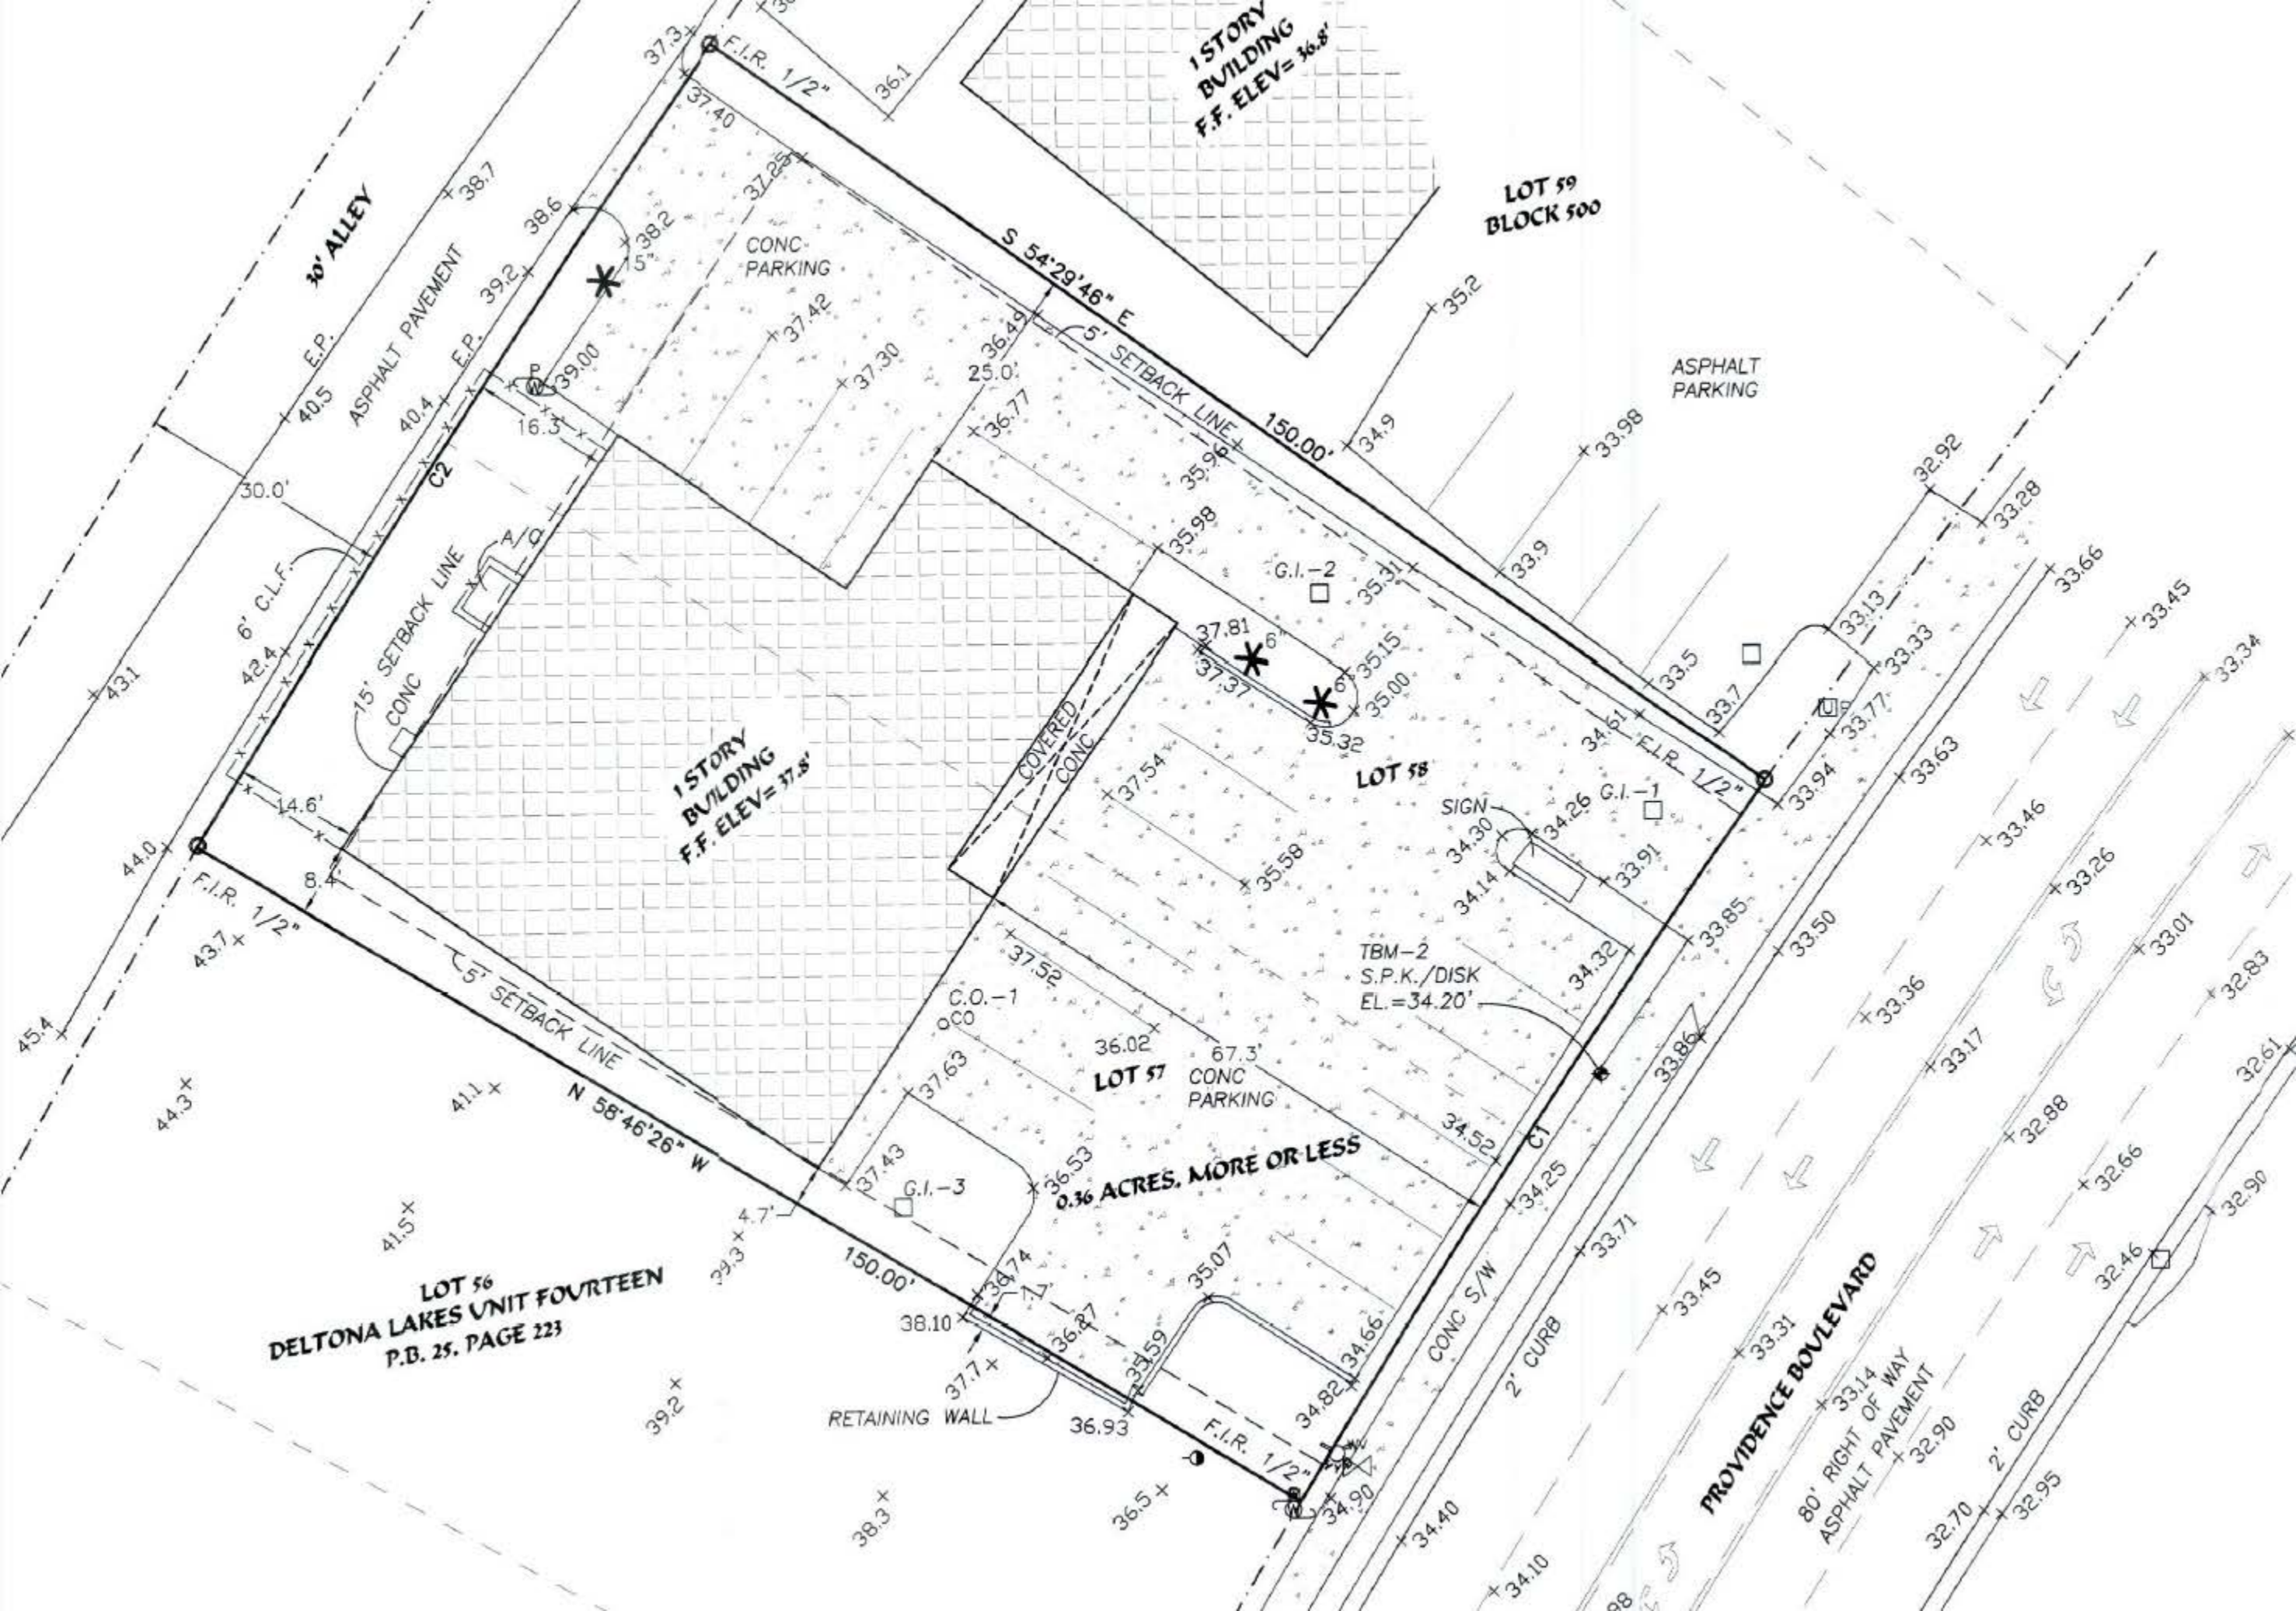 37.3
F.I.R. 1/2"
36.1
1 STORY
BUILDING
F.F. ELEV= 36.8'
37.40
37.25
38.7
38.6
38.2
15"
CONC
PARKING
LOT 59
BLOCK 500
30' ALLEY
ASPHALT PAVEMENT
39.2
S 54°29'46" E
37.42
36.49
5' SETBACK LINE
35.2
E.P.
E.P.
39.00
37.30
25.0'
ASPHALT
PARKING
40.5
40.4
16.3'
36.77
150.00'
34.9
33.98
35.96
32.92
33.28
30.0'
C2
A/C
35.98
G.I.-2
35.31
33.9
33.66
6' C.L.F.
15' SETBACK LINE
CONC
37.81
6"
37.37
6"
35.15
35.00
35.32
33.13
33.33
33.45
33.34
42.4
43.1
33.5
33.7
33.77
34.61
F.I.R. 1/2"
33.94
33.63
COVERED
CONC
37.54
LOT 58
1 STORY
BUILDING
F.F. ELEV= 37.8'
SIGN
34.30
34.26
G.I.-1
33.91
34.14
33.46
33.26
14.6'
44.0
8.4'
F.I.R. 1/2"
43.7
35.58
33.85
33.50
33.01
32.83
37.52
TBM-2
S.P.K./DISK
EL.=34.20'
34.32
33.36
5' SETBACK LINE
C.O.-1
CO
36.02
67.3'
33.86
33.17
32.61
45.4
44.3
41.1
37.63
LOT 57
CONC
PARKING
32.88
N 58°46'26" W
34.52
C1
34.25
32.66
32.90
37.43
G.I.-3
36.53
0.36 ACRES, MORE OR LESS
41.5
4.7'
39.3
150.00'
33.71
33.45
32.46
36.74
1.7'
35.07
LOT 56
DELTONA LAKES UNIT FOURTEEN
P.B. 25, PAGE 223
38.10
36.27
35.59
34.66
CONC S/W
2' CURB
33.31
PROVIDENCE BOULEVARD
33.14
80' RIGHT OF WAY
ASPHALT PAVEMENT
37.7
RETAINING WALL
36.93
34.82
39.2
F.I.R. 1/2"
32.90
2' CURB
38.3
36.5
34.90
34.40
32.70
32.95
34.10